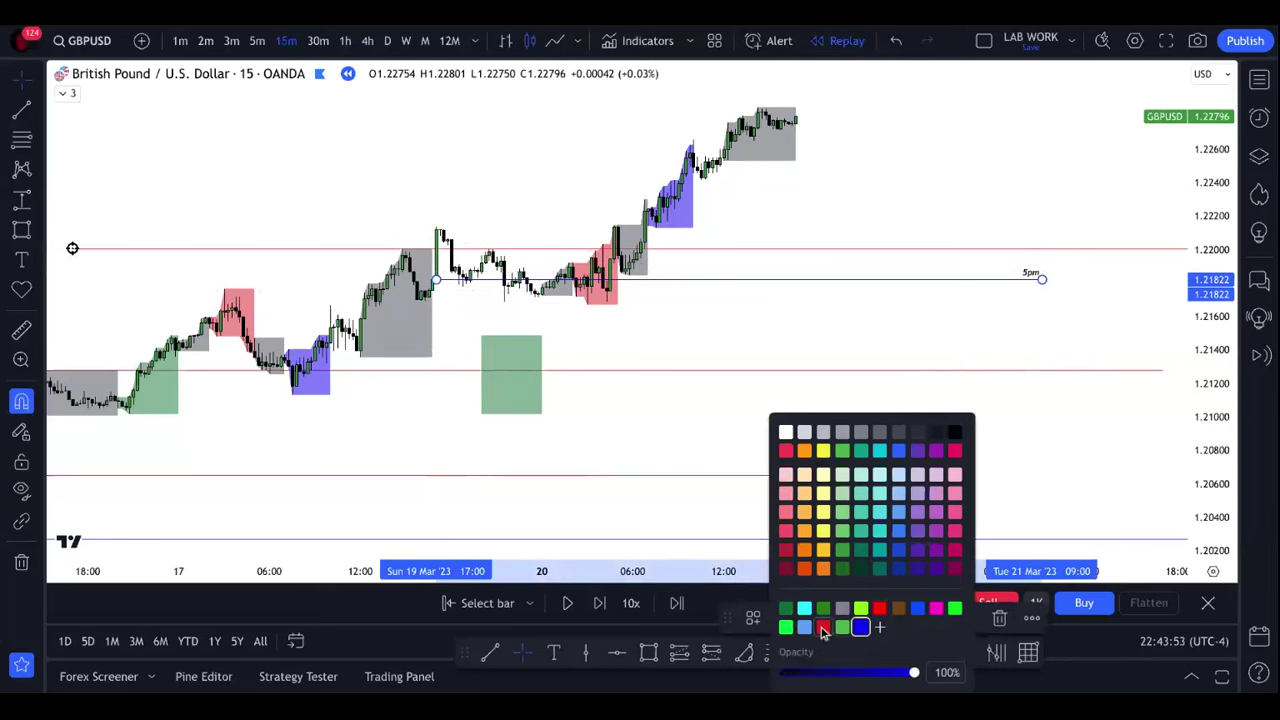 124
GBPUSD
1m 2m 3m 5m 15m 30m 1h 4h D W M 12M
Indicators
Alert
Replay
LAB WORK
Save
Publish
British Pound / U.S. Dollar · 15 · OANDA
O1.22754 H1.22801 L1.22750 C1.22796 +0.00042 (+0.03%)
USD
3
GBPUSD 1.22796
1.22600
1.22400
1.22200
1.22000
5pm
1.21822
1.21822
1.21600
1.21400
1.21200
1.21000
1.20800
1.20600
1.20400
1.20200
18:00 17 06:00 12:00 Sun 19 Mar '23 17:00 20 06:00 12:00 Tue 21 Mar '23 09:00 18:00
Select bar
10x
Sell
1K
Buy
Flatten
1D 5D 1M 3M 6M YTD 1Y 5Y All
22:43:53 (UTC-4)
Opacity
100%
Forex Screener
Pine Editor
Strategy Tester
Trading Panel